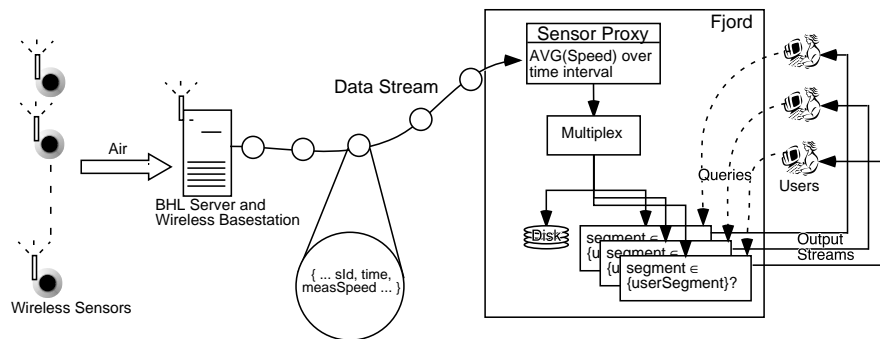 Fjord
Sensor Proxy
AVG(Speed) over
time interval
Data Stream
Multiplex
Air
Queries
Users
BHL Server and
Wireless Basestation
Disk
segment ∈
{u
segment ∈
{u
segment ∈
{userSegment}?
Output
Streams
{ ... sId, time,
measSpeed ... }
Wireless Sensors